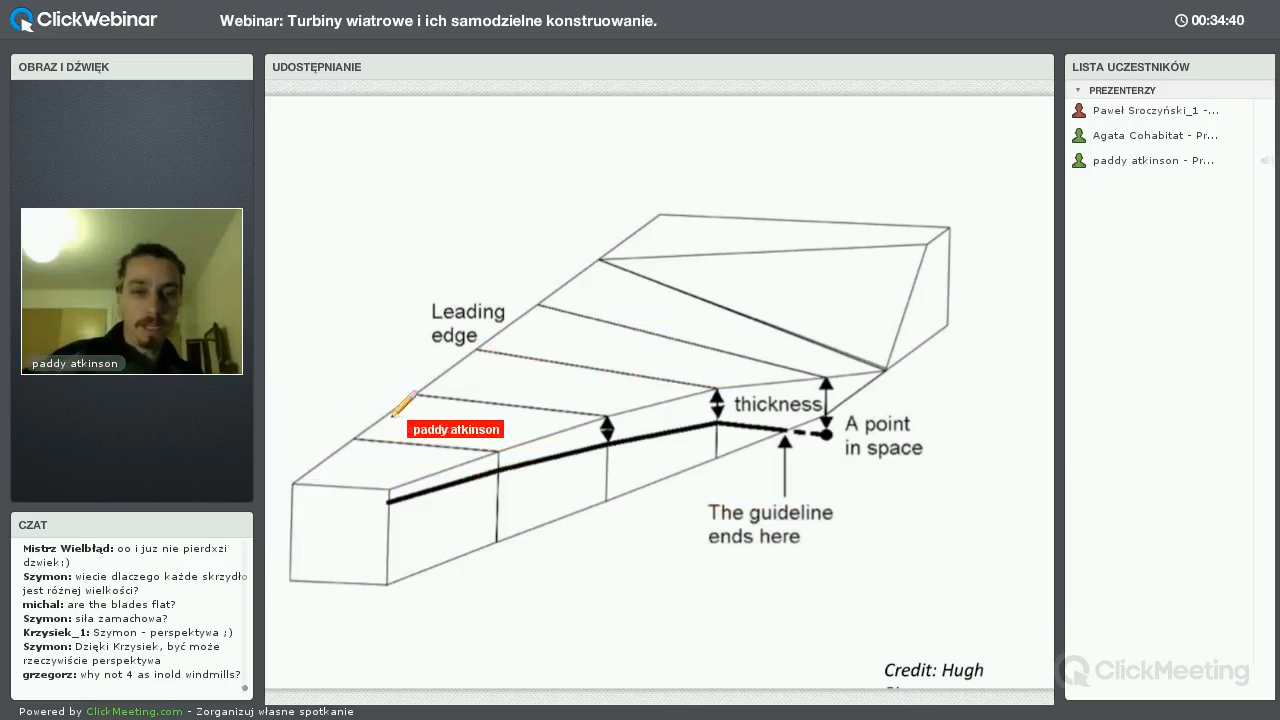 ClickWebinar
Webinar: Turbiny wiatrowe i ich samodzielne konstruowanie.
00:34:40
OBRAZ I DŹWIĘK
paddy atkinson
CZAT
Mistrz Wielbłąd: oo i juz nie pierdxzi
dzwiek:)
Szymon: wiecie dlaczego każde skrzydło
jest różnej wielkości?
michal: are the blades flat?
Szymon: siła zamachowa?
Krzysiek_1: Szymon - perspektywa ;)
Szymon: Dzięki Krzysiek, być może
rzeczywiście perspektywa
grzegorz: why not 4 as inold windmills?
UDOSTĘPNIANIE
Leading
edge
paddy atkinson
thickness
A point
in space
The guideline
ends here
Credit: Hugh
LISTA UCZESTNIKÓW
PREZENTERZY
Paweł Sroczyński_1 -...
Agata Cohabitat - Pr...
paddy atkinson - Pr...
ClickMeeting
Powered by ClickMeeting.com - Zorganizuj własne spotkanie